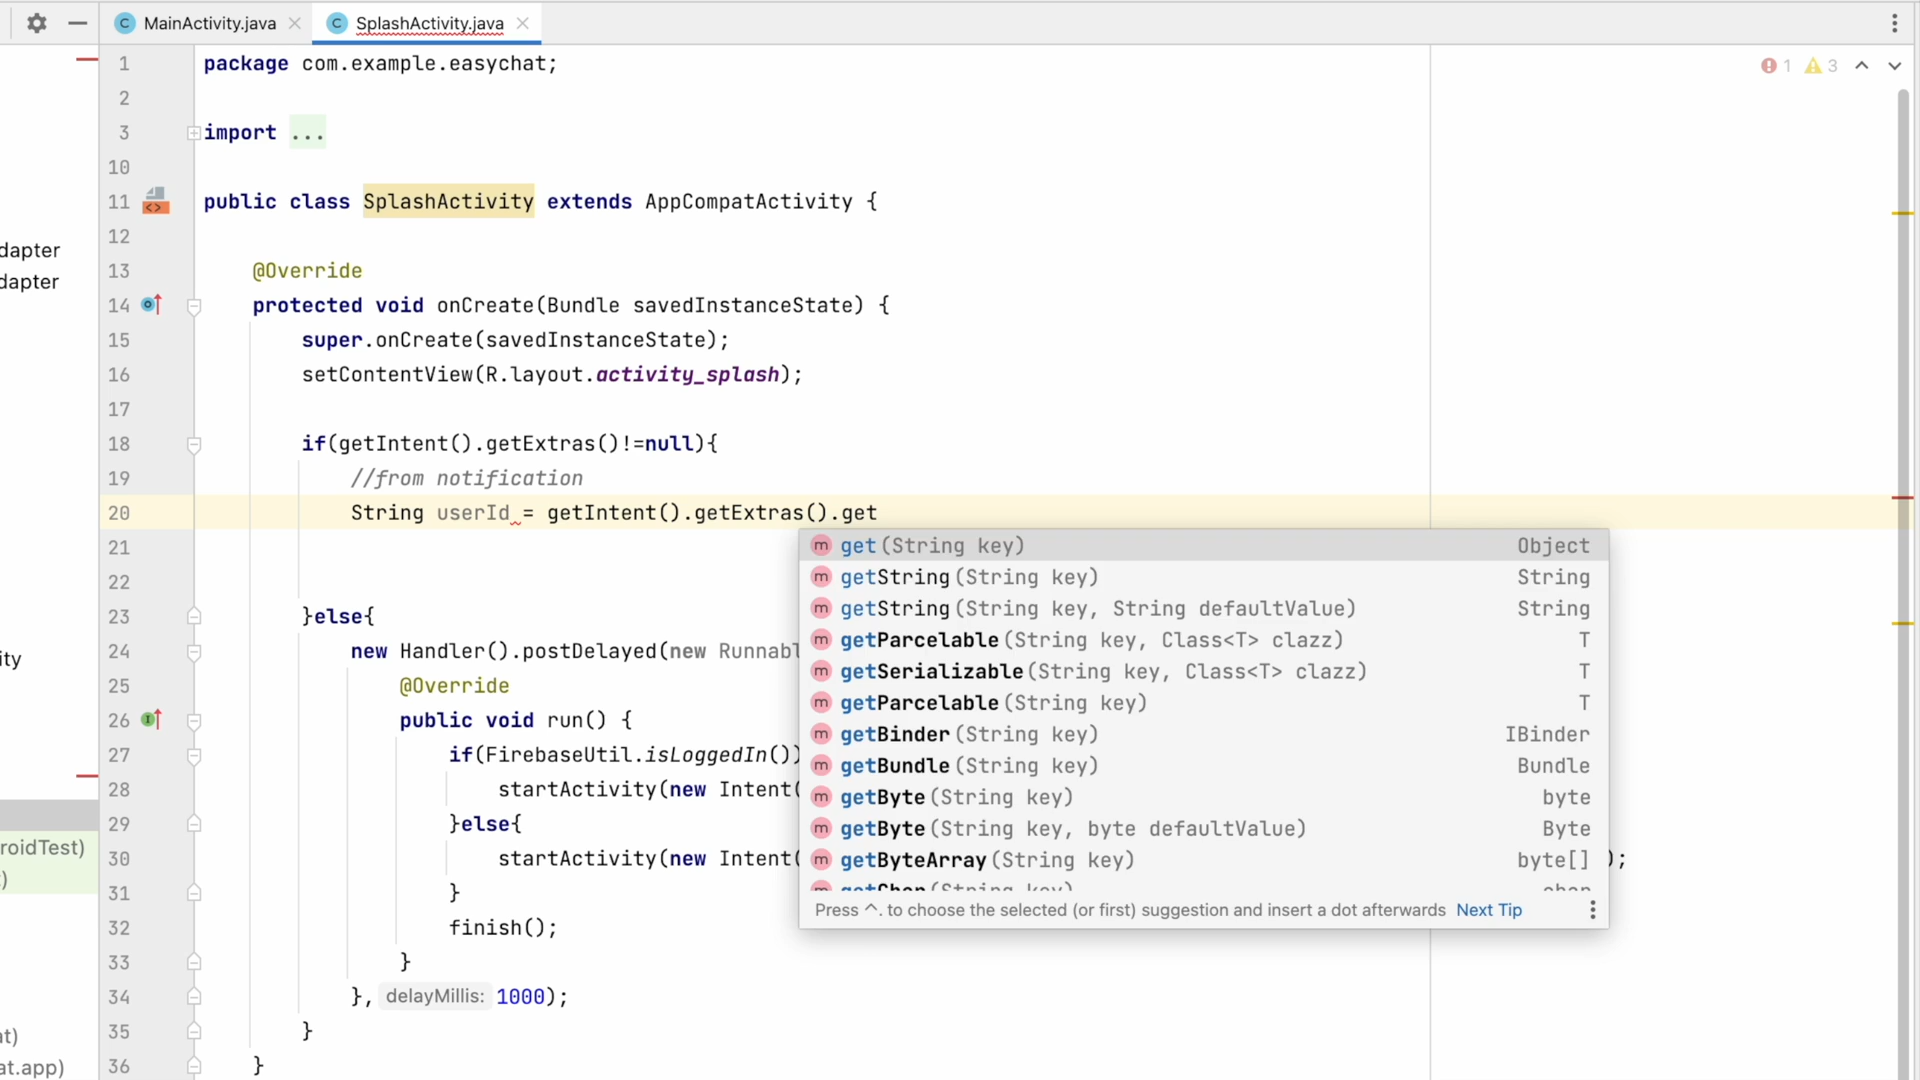 MainActivity.java
SplashActivity.java
1 package com.example.easychat;
1
3
2
3 import ...
10
11 public class SplashActivity extends AppCompatActivity {
12
dapter
13 @Override
dapter
14 protected void onCreate(Bundle savedInstanceState) {
15 super.onCreate(savedInstanceState);
16 setContentView(R.layout.activity_splash);
17
18 if(getIntent().getExtras()!=null){
19 //from notification
20 String userId = getIntent().getExtras().get
21
22
23 }else{
24 new Handler().postDelayed(new Runnabl
25 @Override
26 public void run() {
27 if(FirebaseUtil.isLoggedIn())
28 startActivity(new Intent(
29 }else{
30 startActivity(new Intent( );
31 }
32 finish();
33 }
34 }, delayMillis: 1000);
35 }
36 }
get(String key) Object
getString(String key) String
getString(String key, String defaultValue) String
getParcelable(String key, Class<T> clazz) T
getSerializable(String key, Class<T> clazz) T
getParcelable(String key) T
getBinder(String key) IBinder
getBundle(String key) Bundle
getByte(String key) byte
getByte(String key, byte defaultValue) Byte
getByteArray(String key) byte[]
getChar(String key) char
Press ^. to choose the selected (or first) suggestion and insert a dot afterwards Next Tip
ity
roidTest)
)
at)
at.app)